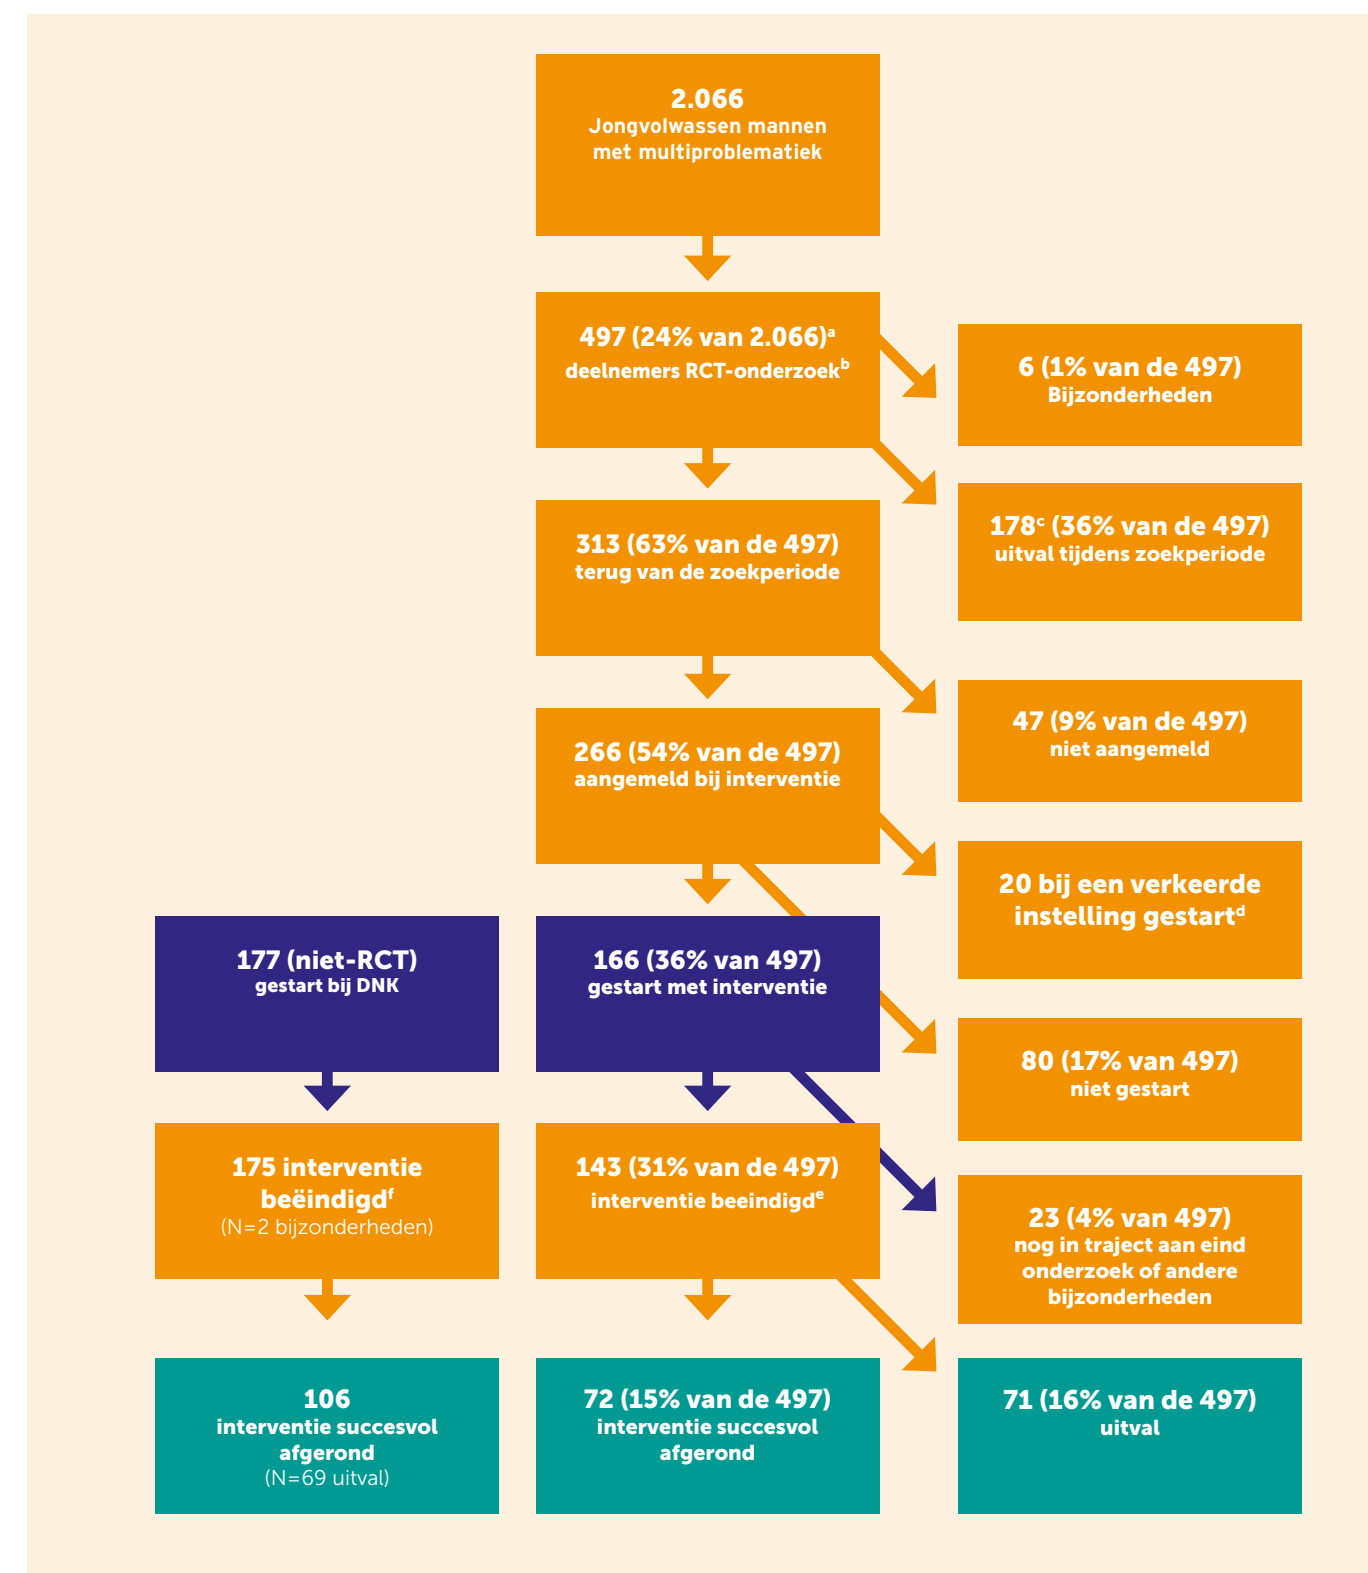 2.066
Jongvolwassen mannen
met multiproblematiek
497 (24% van 2.066)ᵃ
deelnemers RCT-onderzoekᵇ
6 (1% van de 497)
Bijzonderheden
178ᶜ (36% van de 497)
uitval tijdens zoekperiode
313 (63% van de 497)
terug van de zoekperiode
47 (9% van de 497)
niet aangemeld
266 (54% van de 497)
aangemeld bij interventie
20 bij een verkeerde
instelling gestartᵈ
177 (niet-RCT)
gestart bij DNK
166 (36% van 497)
gestart met interventie
80 (17% van 497)
niet gestart
175 interventie
beëindigdᶠ
(N=2 bijzonderheden)
143 (31% van de 497)
interventie beeindigdᵉ
23 (4% van 497)
nog in traject aan eind
onderzoek of andere
bijzonderheden
106
interventie succesvol
afgerond
(N=69 uitval)
72 (15% van de 497)
interventie succesvol
afgerond
71 (16% van de 497)
uitval